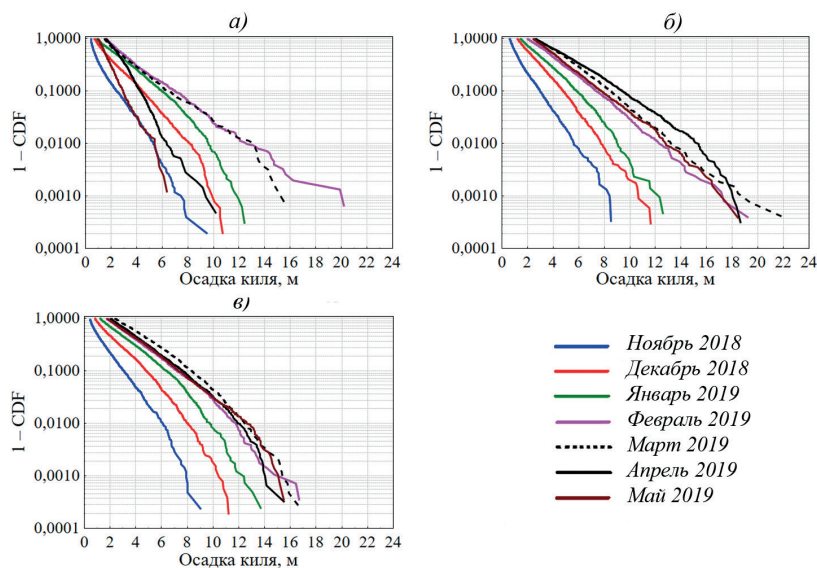 а)
1,0000
0,1000
0,0100
0,0010
0,0001
1 – CDF
0 2 4 6 8 10 12 14 16 18 20 22 24
Осадка киля, м
б)
1,0000
0,1000
0,0100
0,0010
0,0001
1 – CDF
0 2 4 6 8 10 12 14 16 18 20 22 24
Осадка киля, м
в)
1,0000
0,1000
0,0100
0,0010
0,0001
1 – CDF
0 2 4 6 8 10 12 14 16 18 20 22 24
Осадка киля, м
Ноябрь 2018
Декабрь 2018
Январь 2019
Февраль 2019
Март 2019
Апрель 2019
Май 2019